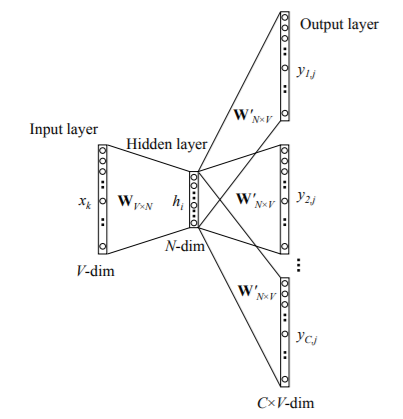 Output layer
y1,j
W'N×V
Input layer
Hidden layer
xk
WV×N
hi
W'N×V
y2,j
N-dim
V-dim
W'N×V
yC,j
C×V-dim